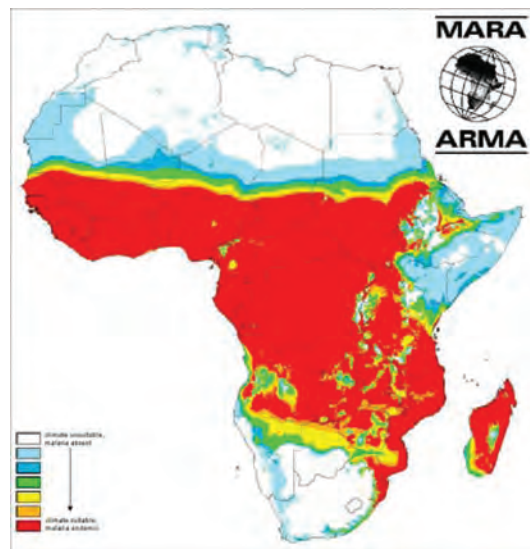 MARA
ARMA
climate unsuitable,
malaria absent
climate suitable
malaria endemic